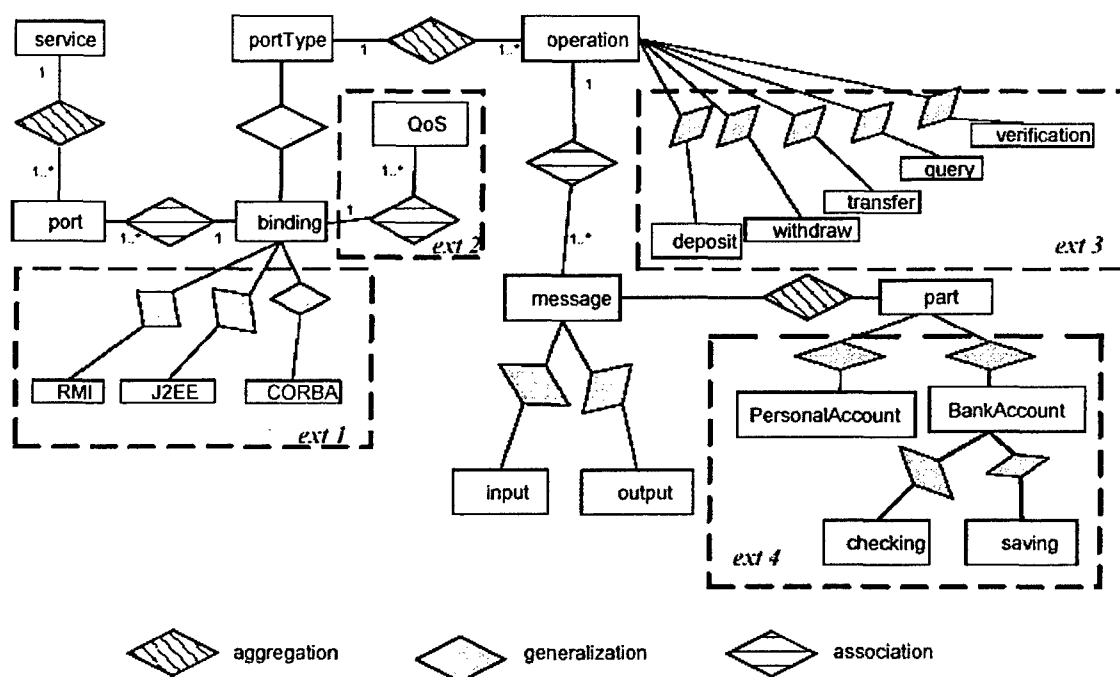 service
portType
operation
1
1..*
1
QoS
1
verification
query
1..*
1..*
transfer
port
binding
1
1..*
1
withdraw
deposit
ext 2
1..*
ext 3
message
part
RMI
J2EE
CORBA
PersonalAccount
BankAccount
ext 1
input
output
checking
saving
ext 4
aggregation
generalization
association